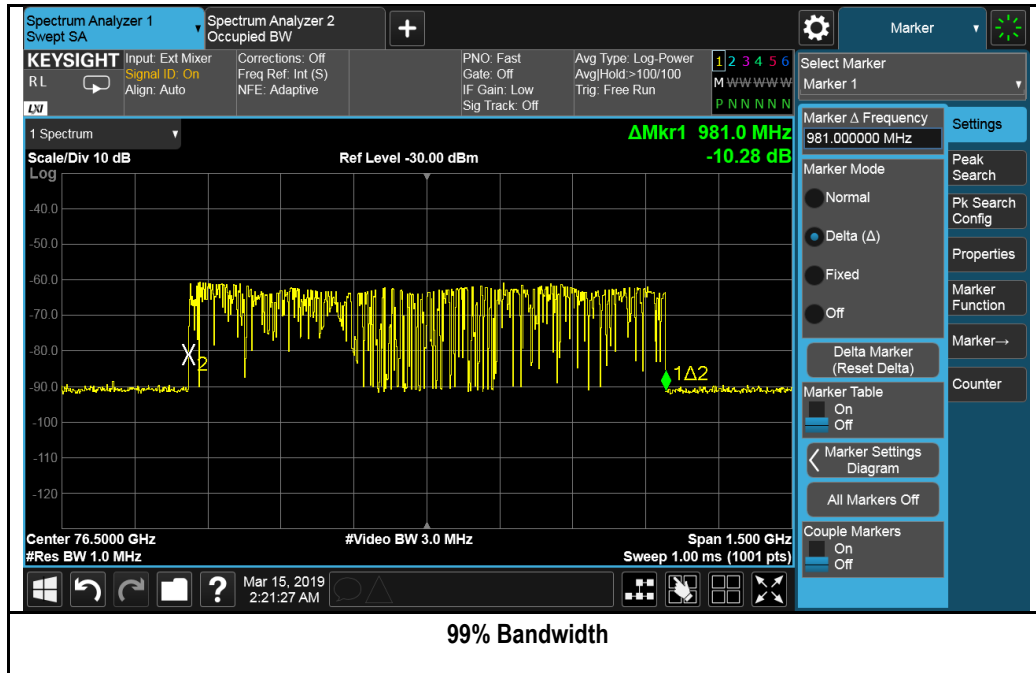 Spectrum Analyzer 1
Swept SA
Spectrum Analyzer 2
Occupied BW
Marker
KEYSIGHT
RL
LXI
Input: Ext Mixer
Signal ID: On
Align: Auto
Corrections: Off
Freq Ref: Int (S)
NFE: Adaptive
PNO: Fast
Gate: Off
IF Gain: Low
Sig Track: Off
Avg Type: Log-Power
Avg|Hold:>100/100
Trig: Free Run
1 2 3 4 5 6
M W W W W W
P N N N N N
Select Marker
Marker 1
1 Spectrum
ΔMkr1 981.0 MHz
-10.28 dB
Scale/Div 10 dB
Ref Level -30.00 dBm
Log
-40.0
-50.0
-60.0
-70.0
-80.0
-90.0
-100
-110
-120
2
1Δ2
Center 76.5000 GHz
#Video BW 3.0 MHz
Span 1.500 GHz
#Res BW 1.0 MHz
Sweep 1.00 ms (1001 pts)
Marker Δ Frequency
981.000000 MHz
Marker Mode
Normal
Delta (Δ)
Fixed
Off
Delta Marker
(Reset Delta)
Marker Table
On
Off
Marker Settings
Diagram
All Markers Off
Couple Markers
On
Off
Settings
Peak
Search
Pk Search
Config
Properties
Marker
Function
Marker→
Counter
?
Mar 15, 2019
2:21:27 AM
99% Bandwidth